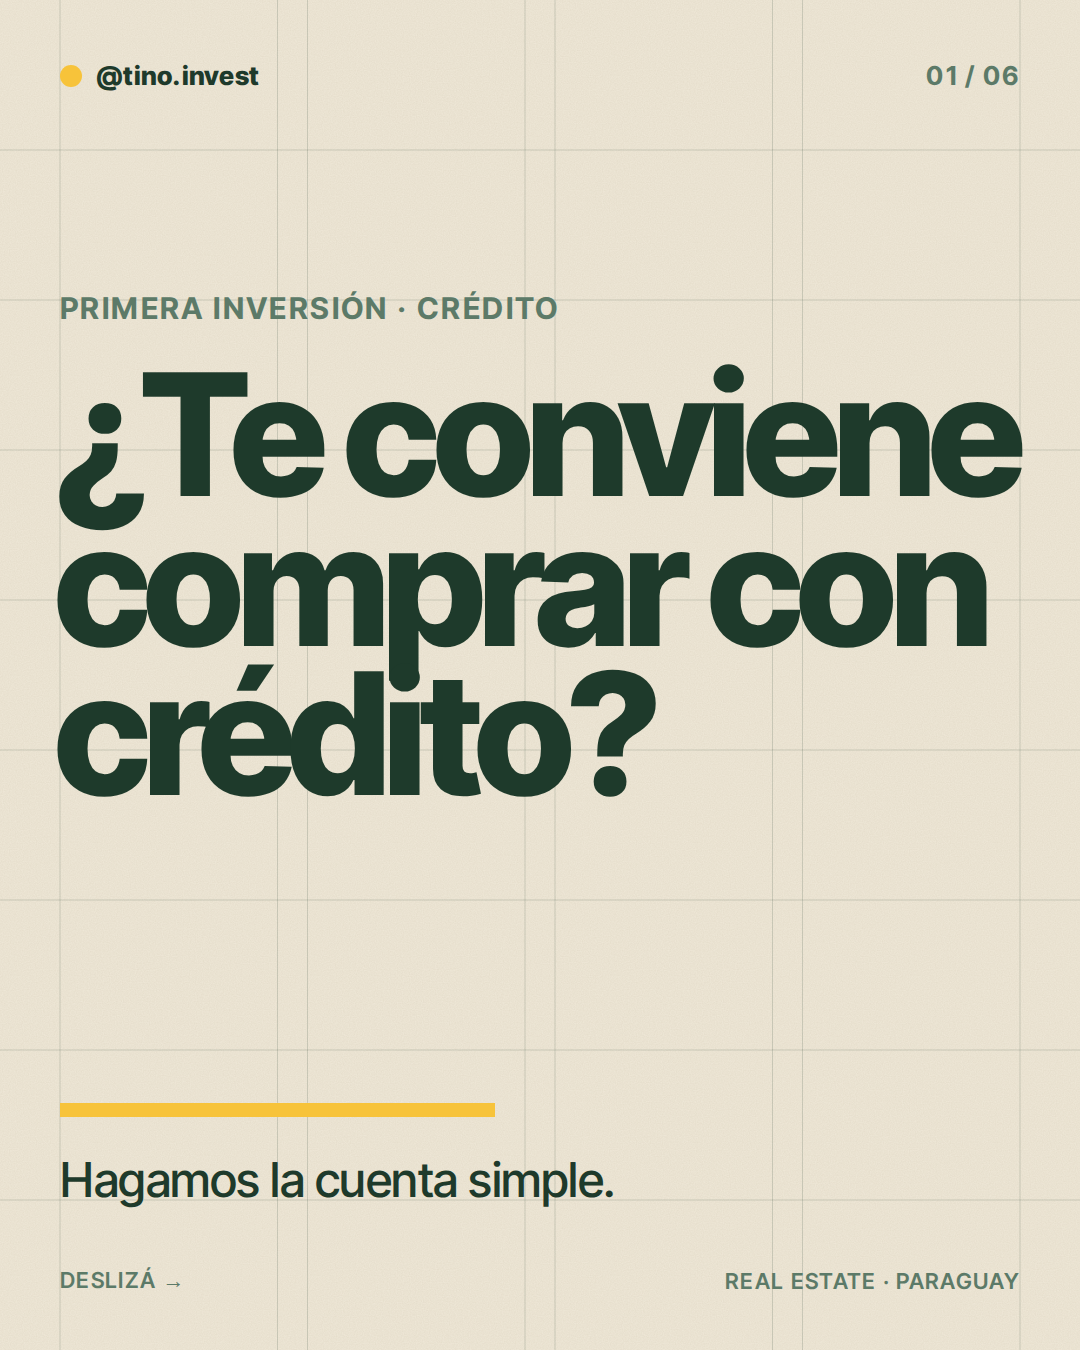 @tino.invest
01 / 06
PRIMERA INVERSIÓN · CRÉDITO
¿Te conviene
comprar con
crédito?
Hagamos la cuenta simple.
DESLIZÁ →
REAL ESTATE · PARAGUAY